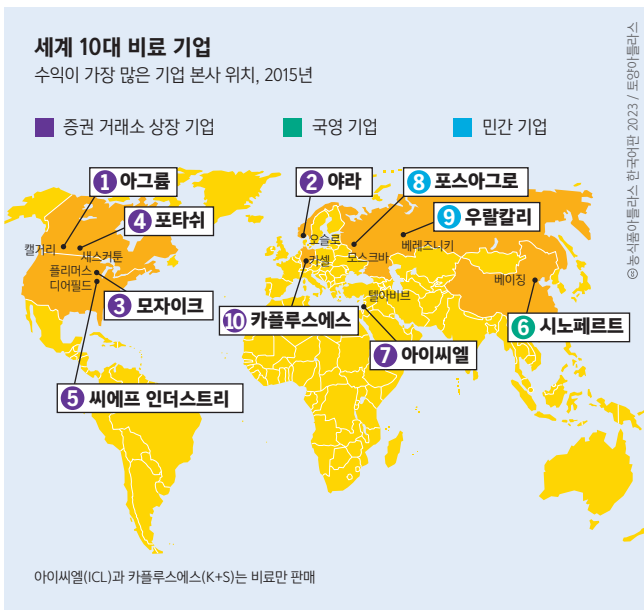 세계 10대 비료 기업
수익이 가장 많은 기업 본사 위치, 2015년
증권 거래소 상장 기업
국영 기업
민간 기업
1 아그룸
2 야라
8 포스아그로
4 포타쉬
9 우랄칼리
캘거리
새스커툰
오슬로
모스크바
베레즈니키
플리머스
디어필드
카셀
베이징
3 모자이크
텔아비브
10 카플루스에스
6 시노페르트
7 아이씨엘
5 씨에프 인더스트리
아이씨엘(ICL)과 카플루스에스(K+S)는 비료만 판매
◎ 농식품아틀라스 한국어판 2023 / 토양아틀라스